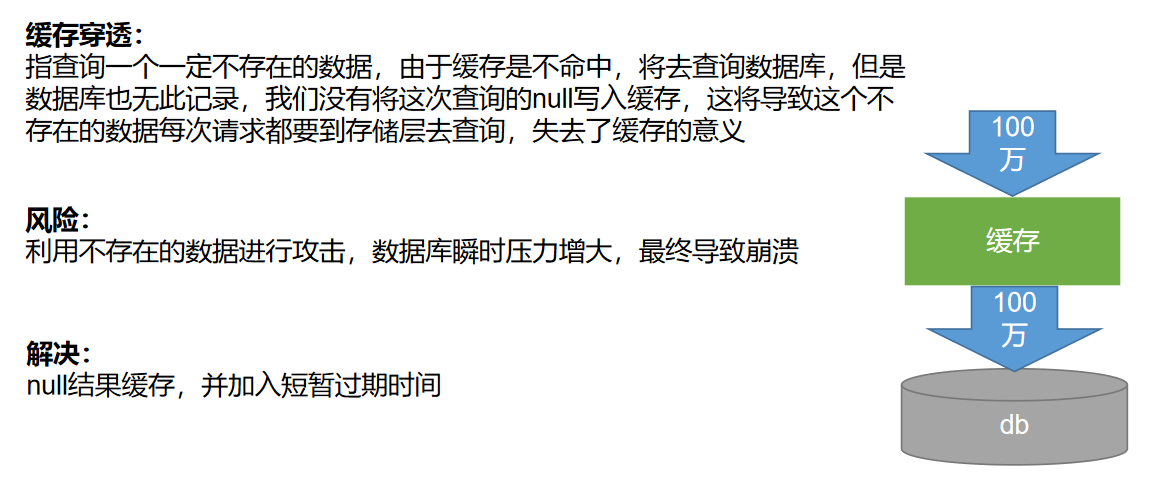 缓存穿透：
指查询一个一定不存在的数据，由于缓存是不命中，将去查询数据库，但是
数据库也无此记录，我们没有将这次查询的null写入缓存，这将导致这个不
存在的数据每次请求都要到存储层去查询，失去了缓存的意义
风险：
利用不存在的数据进行攻击，数据库瞬时压力增大，最终导致崩溃
解决：
null结果缓存，并加入短暂过期时间
100
万
缓存
100
万
db